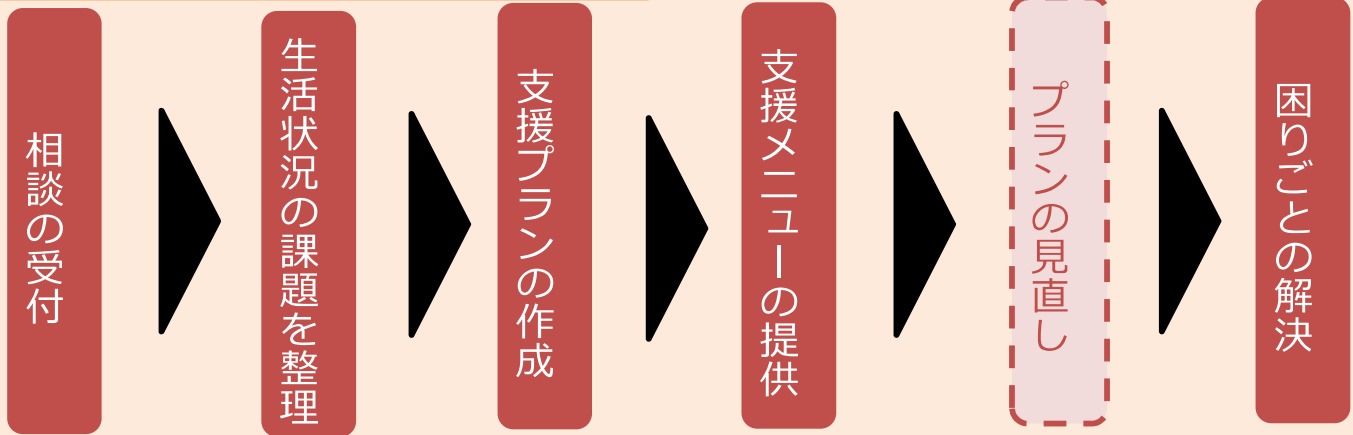 相談の受付
生活状況の課題を整理
支援プランの作成
支援メニューの提供
プランの見直し
困りごとの解決